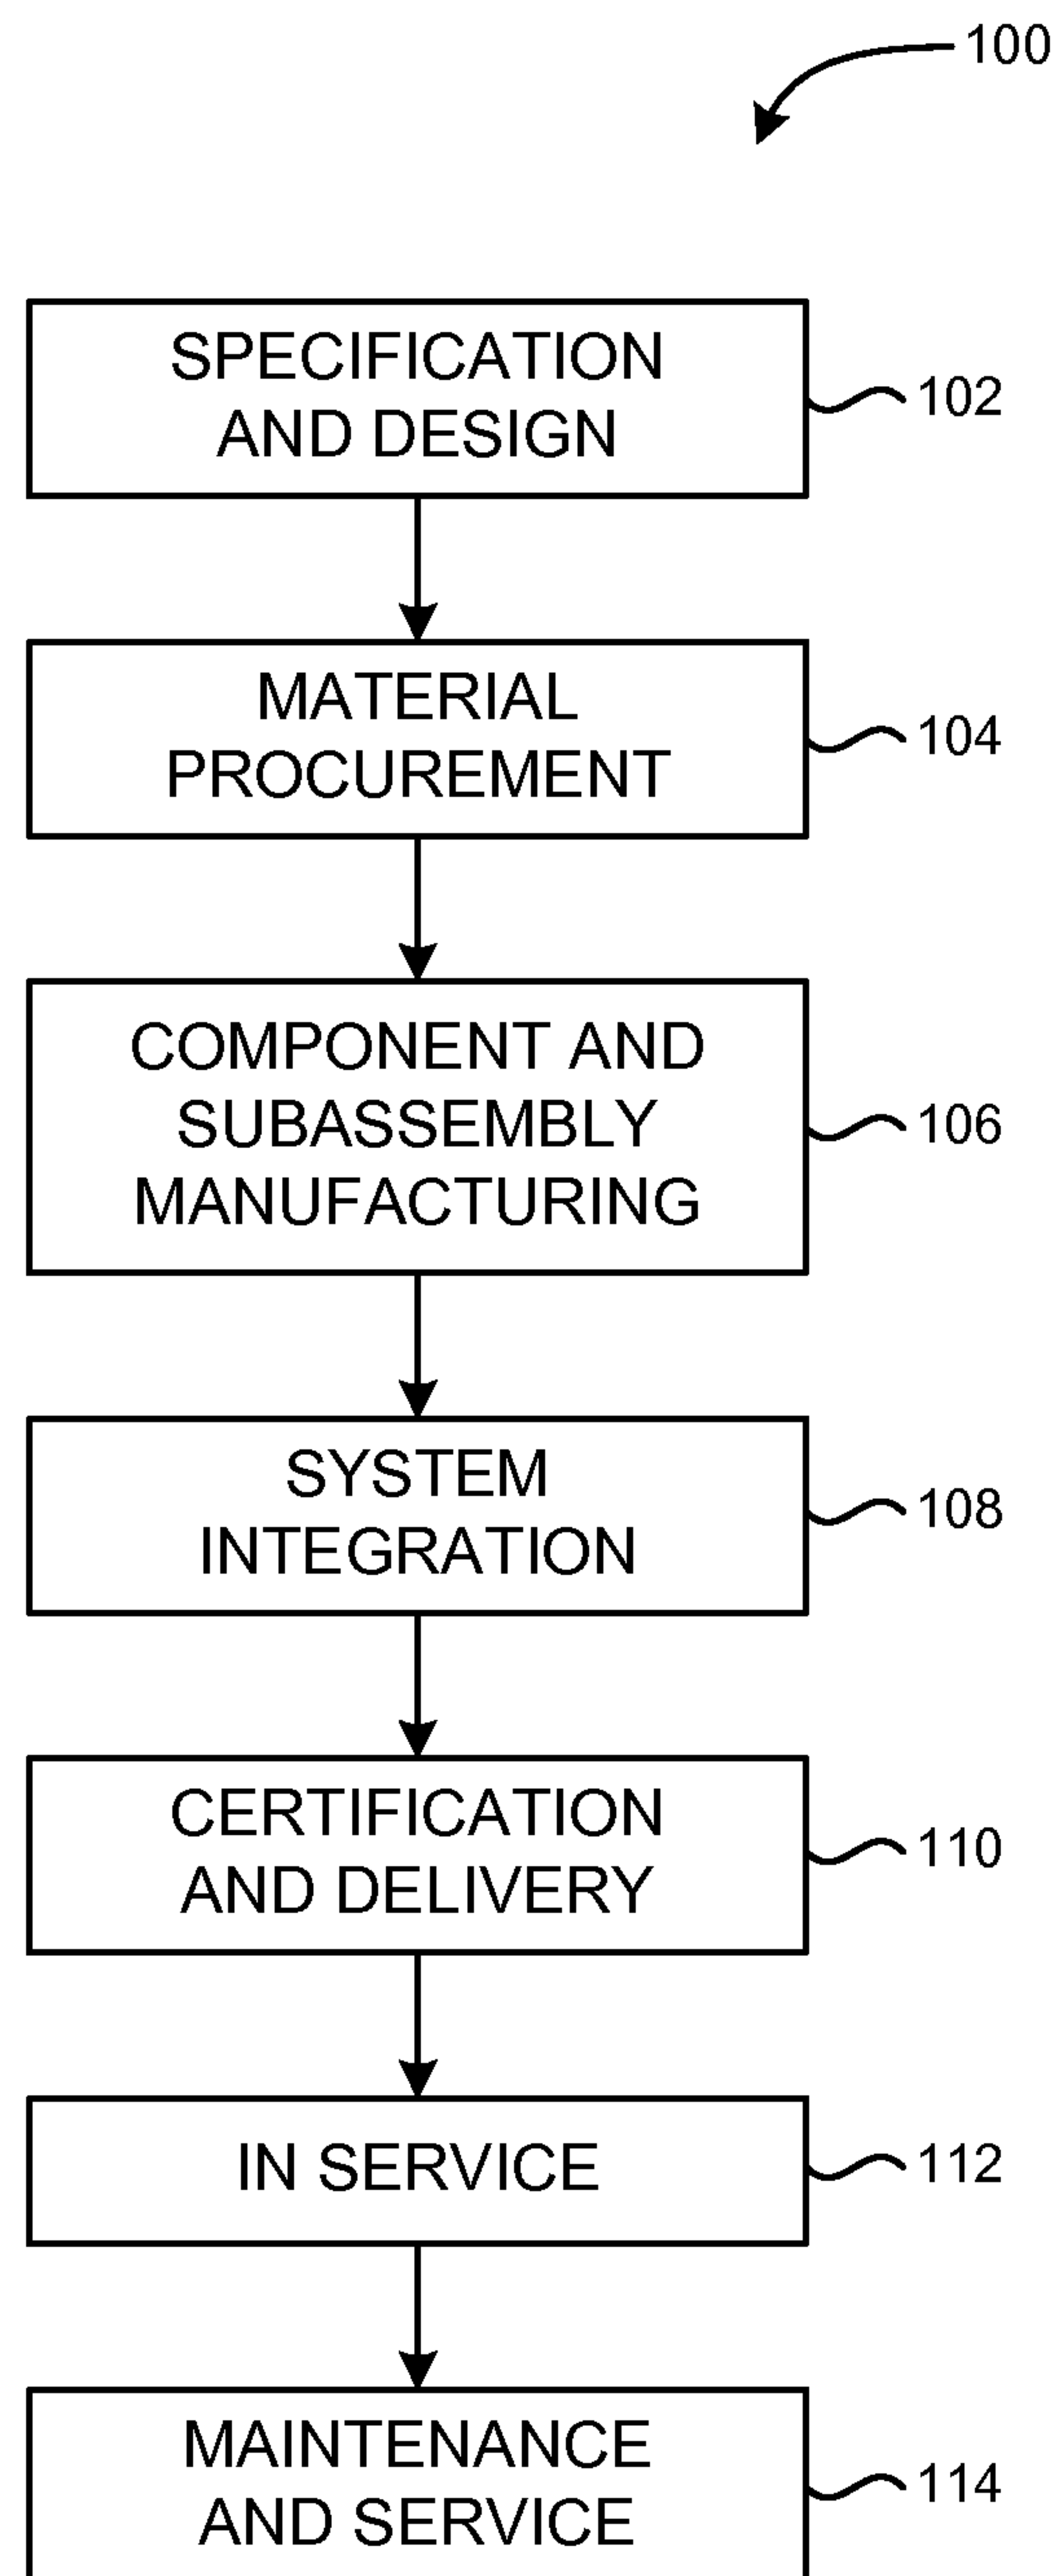 100
SPECIFICATION
AND DESIGN
102
MATERIAL
PROCUREMENT
104
COMPONENT AND
SUBASSEMBLY
MANUFACTURING
106
SYSTEM
INTEGRATION
108
CERTIFICATION
AND DELIVERY
110
IN SERVICE
112
MAINTENANCE
AND SERVICE
114